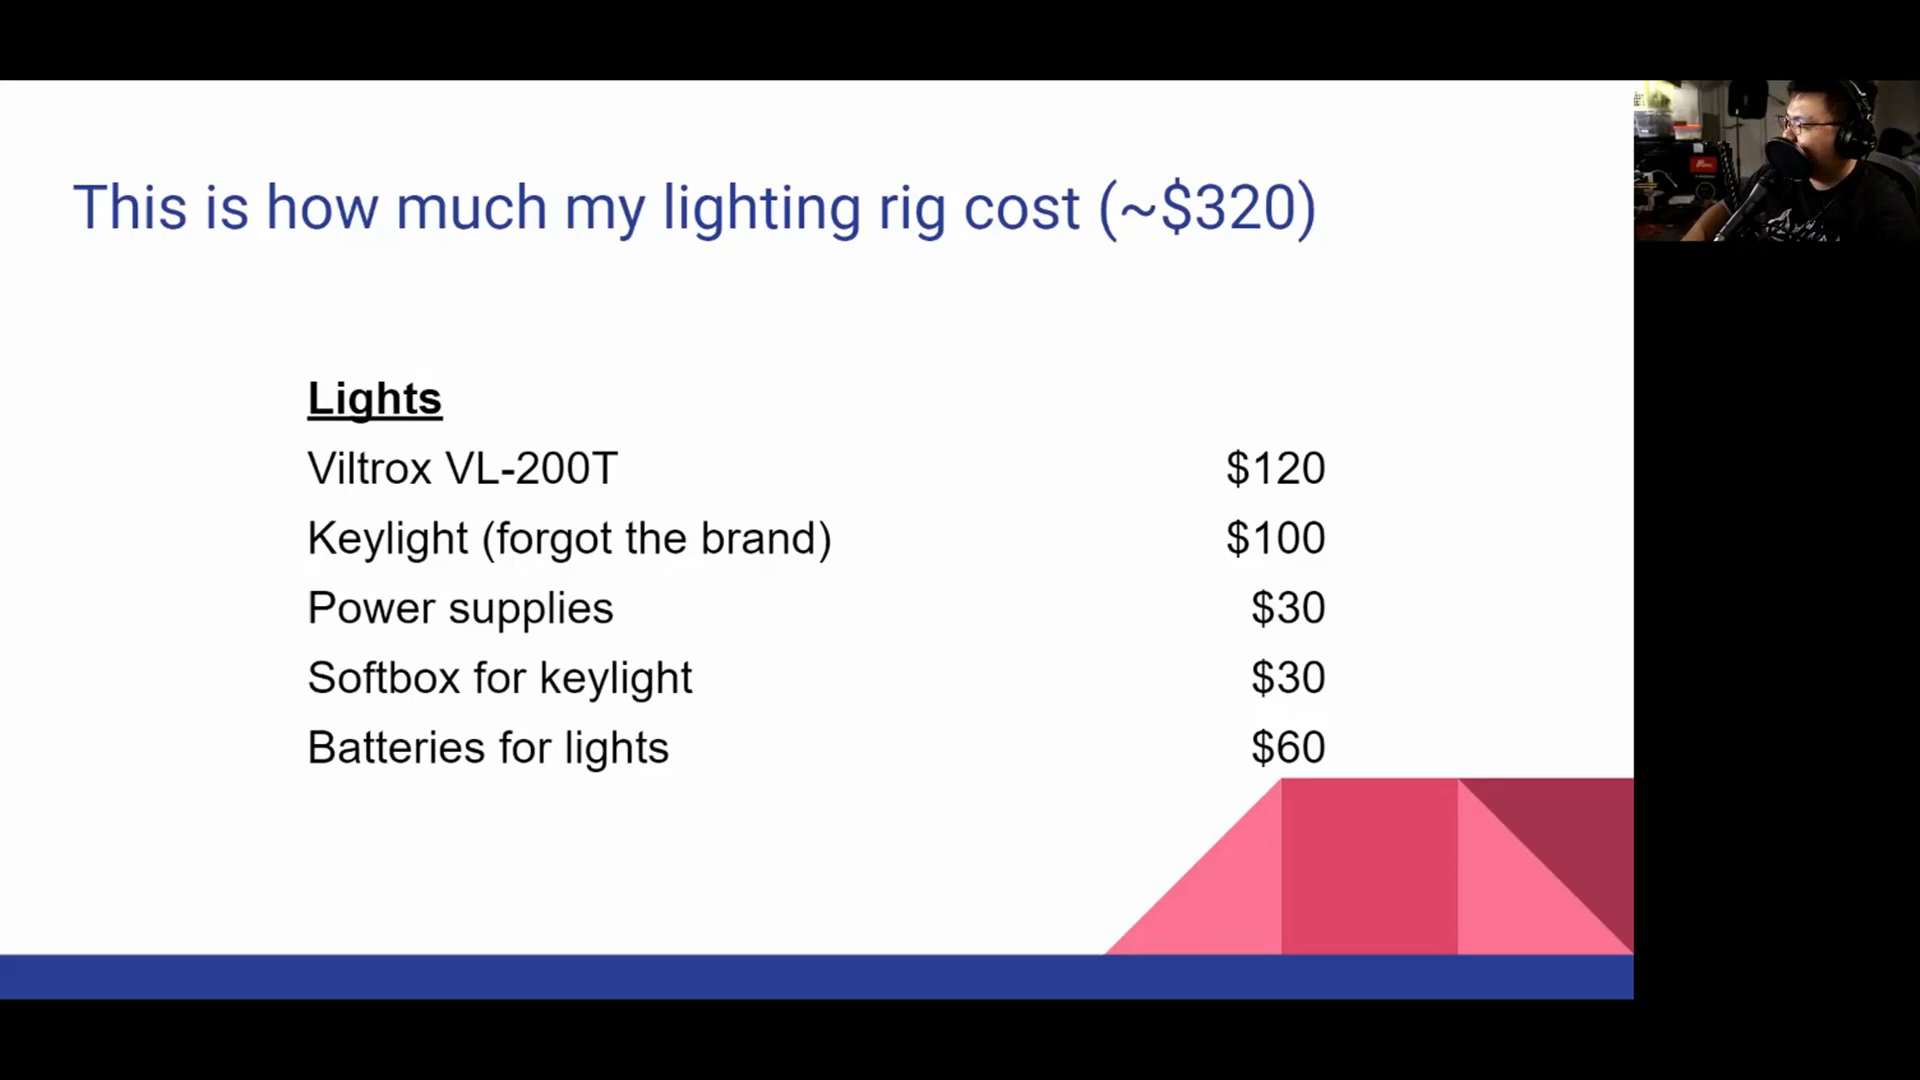 This is how much my lighting rig cost (~$320)
Lights
Viltrox VL-200T $120
Keylight (forgot the brand) $100
Power supplies $30
Softbox for keylight $30
Batteries for lights $60